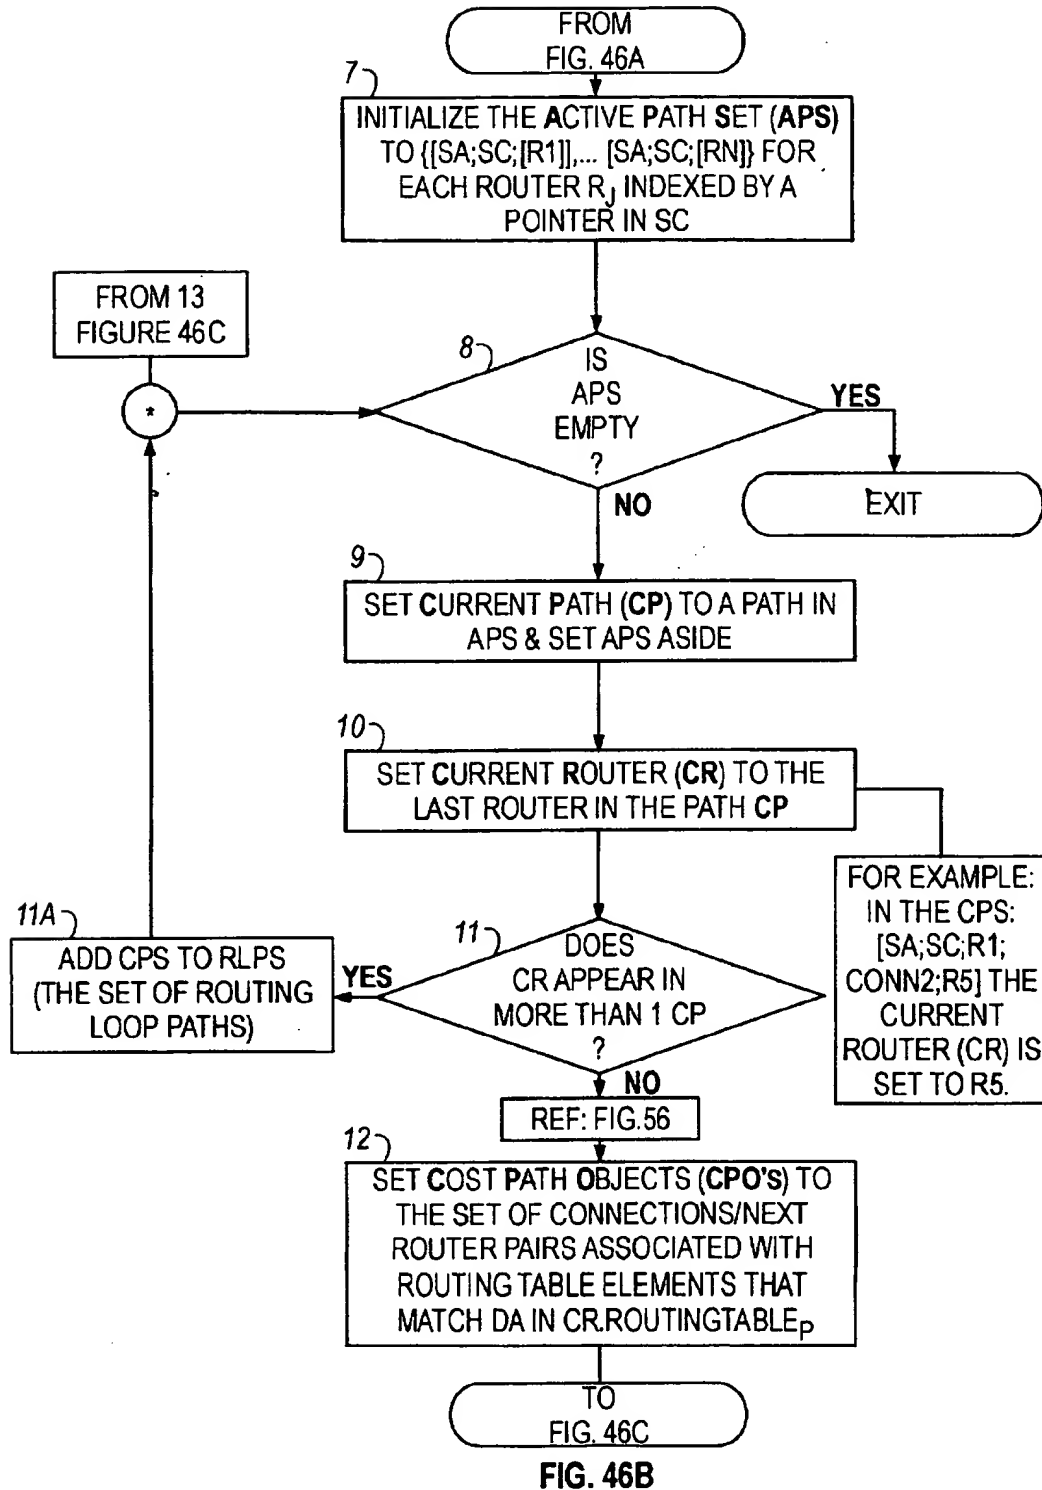 FROM
FIG. 46A
7
INITIALIZE THE ACTIVE PATH SET (APS)
TO {[SA;SC;[R1]],... [SA;SC;[RN]} FOR
EACH ROUTER RJ INDEXED BY A
POINTER IN SC
FROM 13
FIGURE 46C
*
8
IS
APS
EMPTY
?
YES
EXIT
NO
9
SET CURRENT PATH (CP) TO A PATH IN
APS & SET APS ASIDE
10
SET CURRENT ROUTER (CR) TO THE
LAST ROUTER IN THE PATH CP
FOR EXAMPLE:
IN THE CPS:
[SA;SC;R1;
CONN2;R5] THE
CURRENT
ROUTER (CR) IS
SET TO R5.
11
DOES
CR APPEAR IN
MORE THAN 1 CP
?
YES
11A
ADD CPS TO RLPS
(THE SET OF ROUTING
LOOP PATHS)
NO
REF: FIG.56
12
SET COST PATH OBJECTS (CPO'S) TO
THE SET OF CONNECTIONS/NEXT
ROUTER PAIRS ASSOCIATED WITH
ROUTING TABLE ELEMENTS THAT
MATCH DA IN CR.ROUTINGTABLEP
TO
FIG. 46C
FIG. 46B